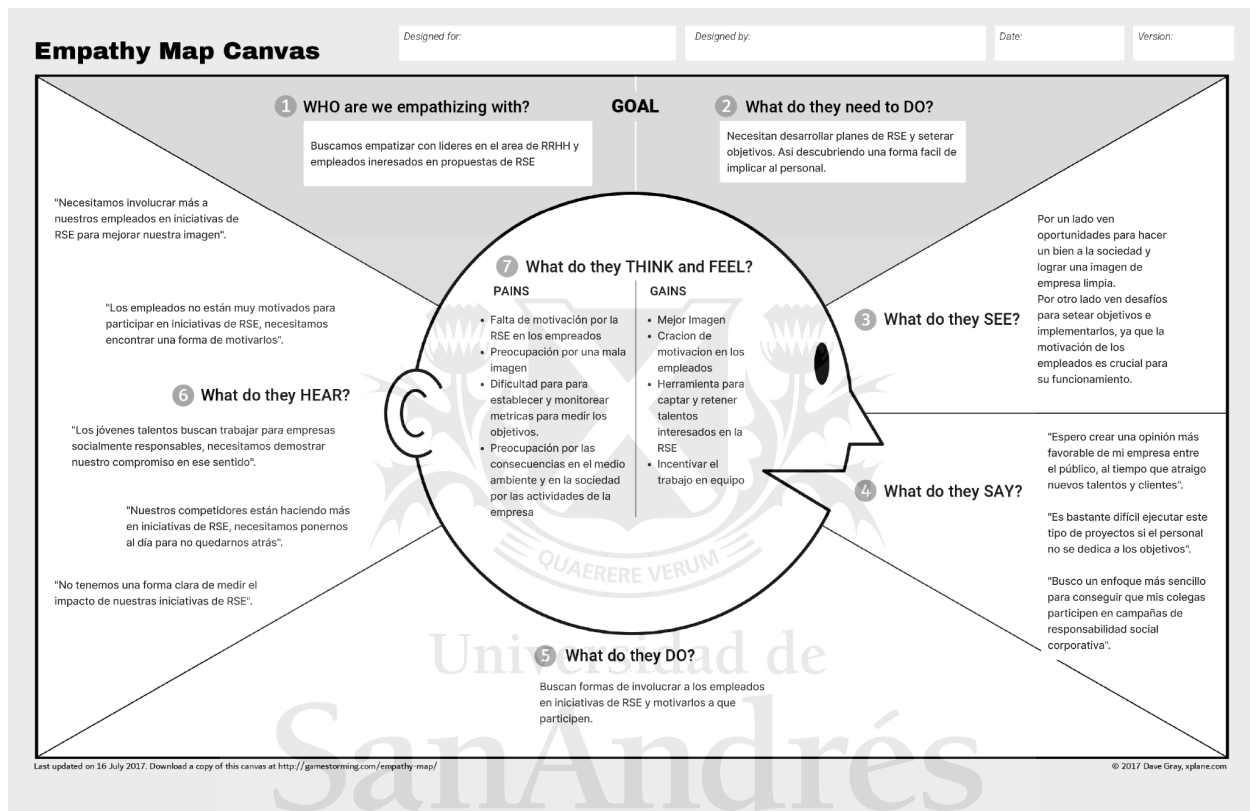 Empathy Map Canvas
Designed for:
Designed by:
Date:
Version:
1 WHO are we empathizing with?
GOAL
2 What do they need to DO?
Buscamos empatizar con lideres en el area de RRHH y
empleados ineresados en propuestas de RSE
Necesitan desarrollar planes de RSE y seterar
objetivos. Asi descubriendo una forma facil de
implicar al personal.
"Necesitamos involucrar más a
nuestros empleados en iniciativas de
RSE para mejorar nuestra imagen".
"Los empleados no están muy motivados para
participar en iniciativas de RSE, necesitamos
encontrar una forma de motivarlos".
6 What do they HEAR?
"Los jóvenes talentos buscan trabajar para empresas
socialmente responsables, necesitamos demostrar
nuestro compromiso en ese sentido".
"Nuestros competidores están haciendo más
en iniciativas de RSE, necesitamos ponernos
al día para no quedarnos atrás".
"No tenemos una forma clara de medir el
impacto de nuestras iniciativas de RSE".
7 What do they THINK and FEEL?
PAINS
• Falta de motivación por la
RSE en los empreados
• Preocupación por una mala
imagen
• Dificultad para para
establecer y monitorear
metricas para medir los
objetivos.
• Preocupación por las
consecuencias en el medio
ambiente y en la sociedad
por las actividades de la
empresa
GAINS
• Mejor Imagen
• Cracion de
motivacion en los
empleados
• Herramienta para
captar y retener
talentos
interesados en la
RSE
• Incentivar el
trabajo en equipo
3 What do they SEE?
Por un lado ven
oportunidades para hacer
un bien a la sociedad y
lograr una imagen de
empresa limpia.
Por otro lado ven desafíos
para setear objetivos e
implementarlos, ya que la
motivación de los
empleados es crucial para
su funcionamiento.
4 What do they SAY?
"Espero crear una opinión más
favorable de mi empresa entre
el público, al tiempo que atraigo
nuevos talentos y clientes".
"Es bastante difícil ejecutar este
tipo de proyectos si el personal
no se dedica a los objetivos".
"Busco un enfoque más sencillo
para conseguir que mis colegas
participen en campañas de
responsabilidad social
corporativa".
QUAERERE VERUM
Universidad de
SanAndrés
5 What do they DO?
Buscan formas de involucrar a los empleados
en iniciativas de RSE y motivarlos a que
participen.
Last updated on 16 July 2017. Download a copy of this canvas at http://gamestorming.com/empathy-map/
© 2017 Dave Gray, xplane.com